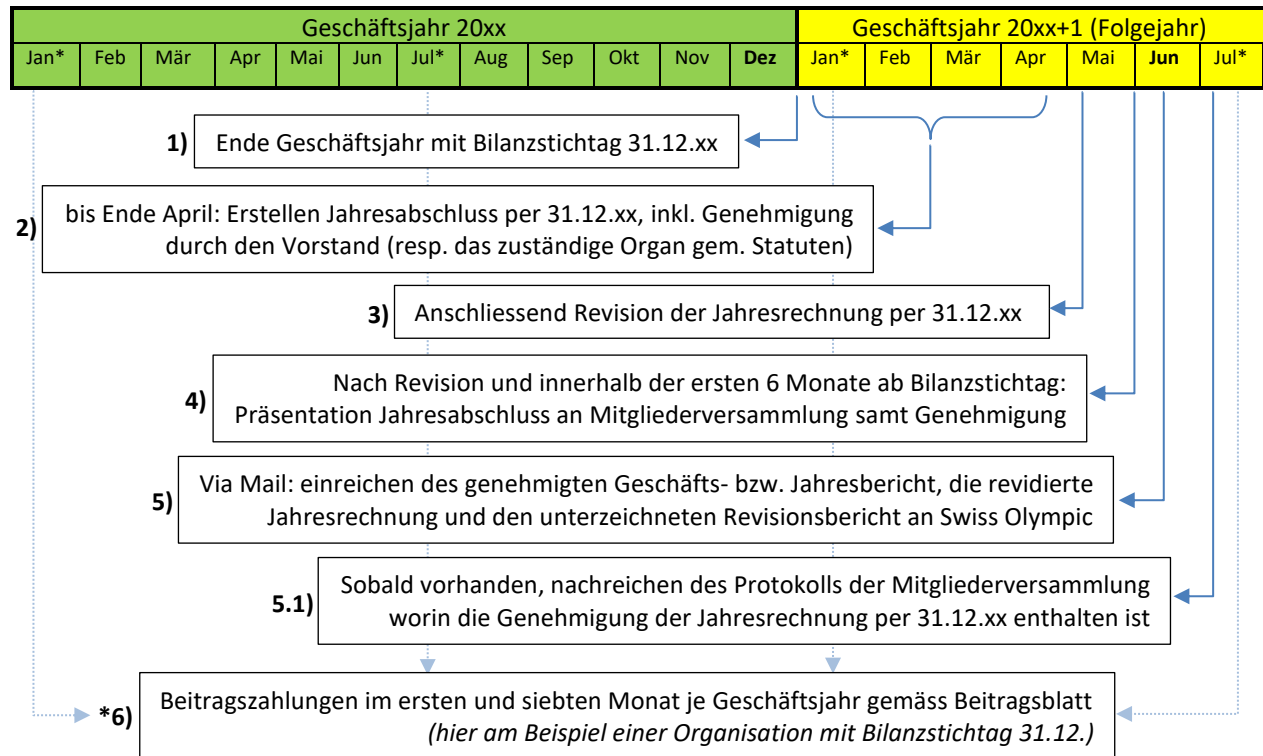 Geschäftsjahr 20xx Geschäftsjahr 20xx+1 (Folgejahr)
Jan* Feb Mär Apr Mai Jun Jul* Aug Sep Okt Nov Dez Jan* Feb Mär Apr Mai Jun Jul*
1) Ende Geschäftsjahr mit Bilanzstichtag 31.12.xx
2) bis Ende April: Erstellen Jahresabschluss per 31.12.xx, inkl. Genehmigung
durch den Vorstand (resp. das zuständige Organ gem. Statuten)
3) Anschliessend Revision der Jahresrechnung per 31.12.xx
4) Nach Revision und innerhalb der ersten 6 Monate ab Bilanzstichtag:
Präsentation Jahresabschluss an Mitgliederversammlung samt Genehmigung
5) Via Mail: einreichen des genehmigten Geschäfts- bzw. Jahresbericht, die revidierte
Jahresrechnung und den unterzeichneten Revisionsbericht an Swiss Olympic
5.1) Sobald vorhanden, nachreichen des Protokolls der Mitgliederversammlung
worin die Genehmigung der Jahresrechnung per 31.12.xx enthalten ist
*6) Beitragszahlungen im ersten und siebten Monat je Geschäftsjahr gemäss Beitragsblatt
(hier am Beispiel einer Organisation mit Bilanzstichtag 31.12.)